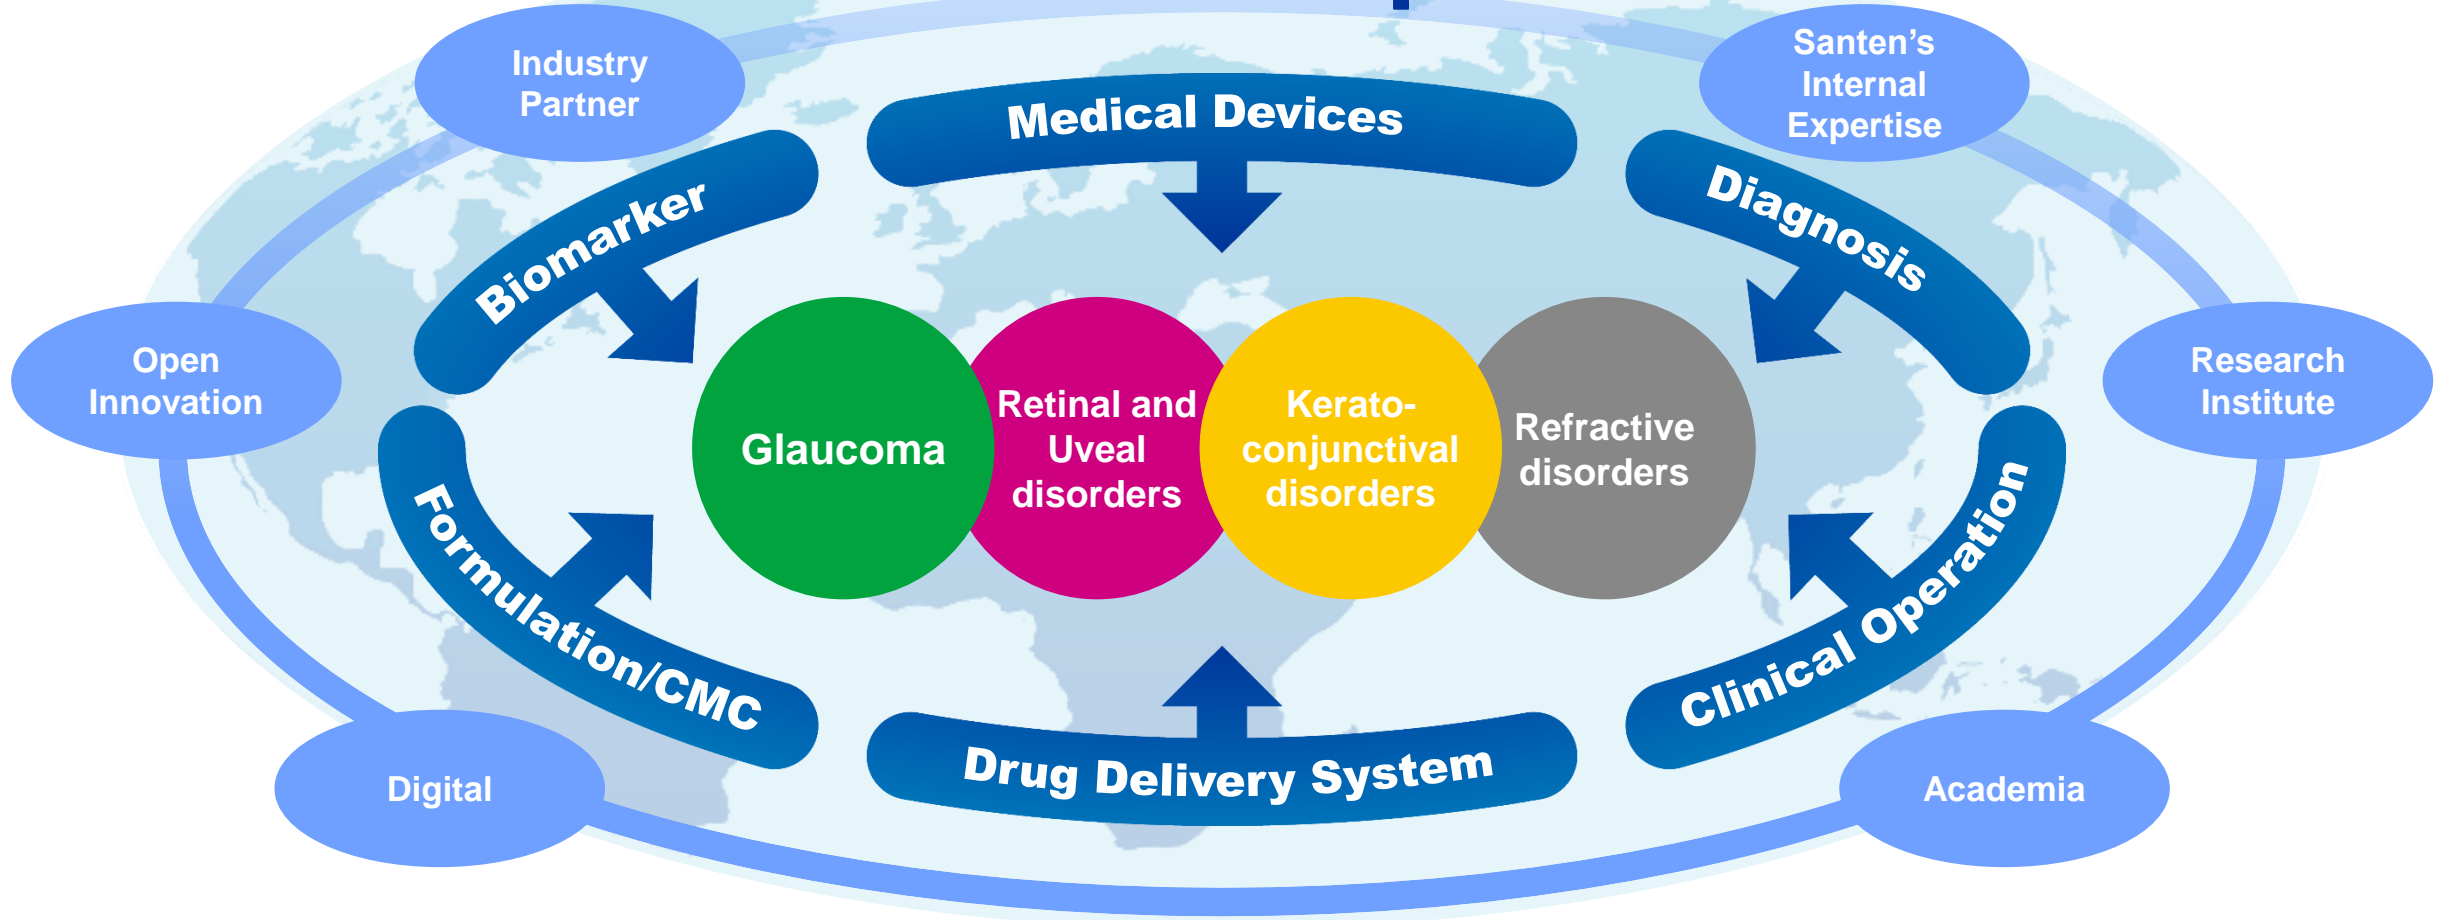 Industry
Partner
Santen's
Internal
Expertise
Medical Devices
Biomarker
Diagnosis
Open
Innovation
Research
Institute
Glaucoma
Retinal and
Uveal
disorders
Kerato-
conjunctival
disorders
Refractive
disorders
Formulation/CMC
Clinical Operation
Drug Delivery System
Digital
Academia